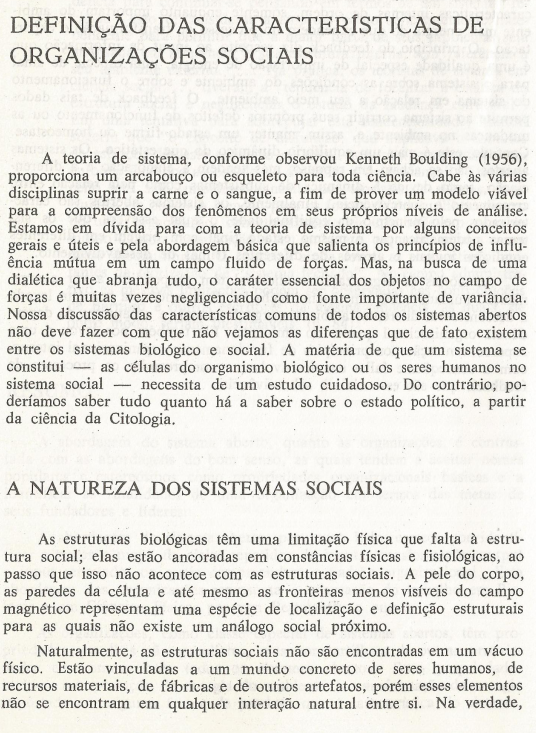 DEFINIÇÃO DAS CARACTERÍSTICAS DE
ORGANIZAÇÕES SOCIAIS
A teoria de sistema, conforme observou Kenneth Boulding (1956),
proporciona um arcabouço ou esqueleto para toda ciência. Cabe às várias
disciplinas suprir a carne e o sangue, a fim de prover um modelo viável
para a compreensão dos fenômenos em seus próprios níveis de análise.
Estamos em dívida para com a teoria de sistema por alguns conceitos
gerais e úteis e pela abordagem básica que salienta os princípios de influ-
ência mútua em um campo fluido de forças. Mas, na busca de uma
dialética que abranja tudo, o caráter essencial dos objetos no campo de
forças é muitas vezes negligenciado como fonte importante de variância.
Nossa discussão das características comuns de todos os sistemas abertos
não deve fazer com que não vejamos as diferenças que de fato existem
entre os sistemas biológico e social. A matéria de que um sistema se
constitui — as células do organismo biológico ou os seres humanos no
sistema social — necessita de um estudo cuidadoso. Do contrário, po-
deríamos saber tudo quanto há a saber sobre o estado político, a partir
da ciência da Citologia.
A NATUREZA DOS SISTEMAS SOCIAIS
As estruturas biológicas têm uma limitação física que falta à estru-
tura social; elas estão ancoradas em constâncias físicas e fisiológicas, ao
passo que isso não acontece com as estruturas sociais. A pele do corpo,
as paredes da célula e até mesmo as fronteiras menos visíveis do campo
magnético representam uma espécie de localização e definição estruturais
para as quais não existe um análogo social próximo.
Naturalmente, as estruturas sociais não são encontradas em um vácuo
físico. Estão vinculadas a um mundo concreto de seres humanos, de
recursos materiais, de fábricas e de outros artefatos, porém esses elementos
não se encontram em qualquer interação natural entre si. Na verdade,